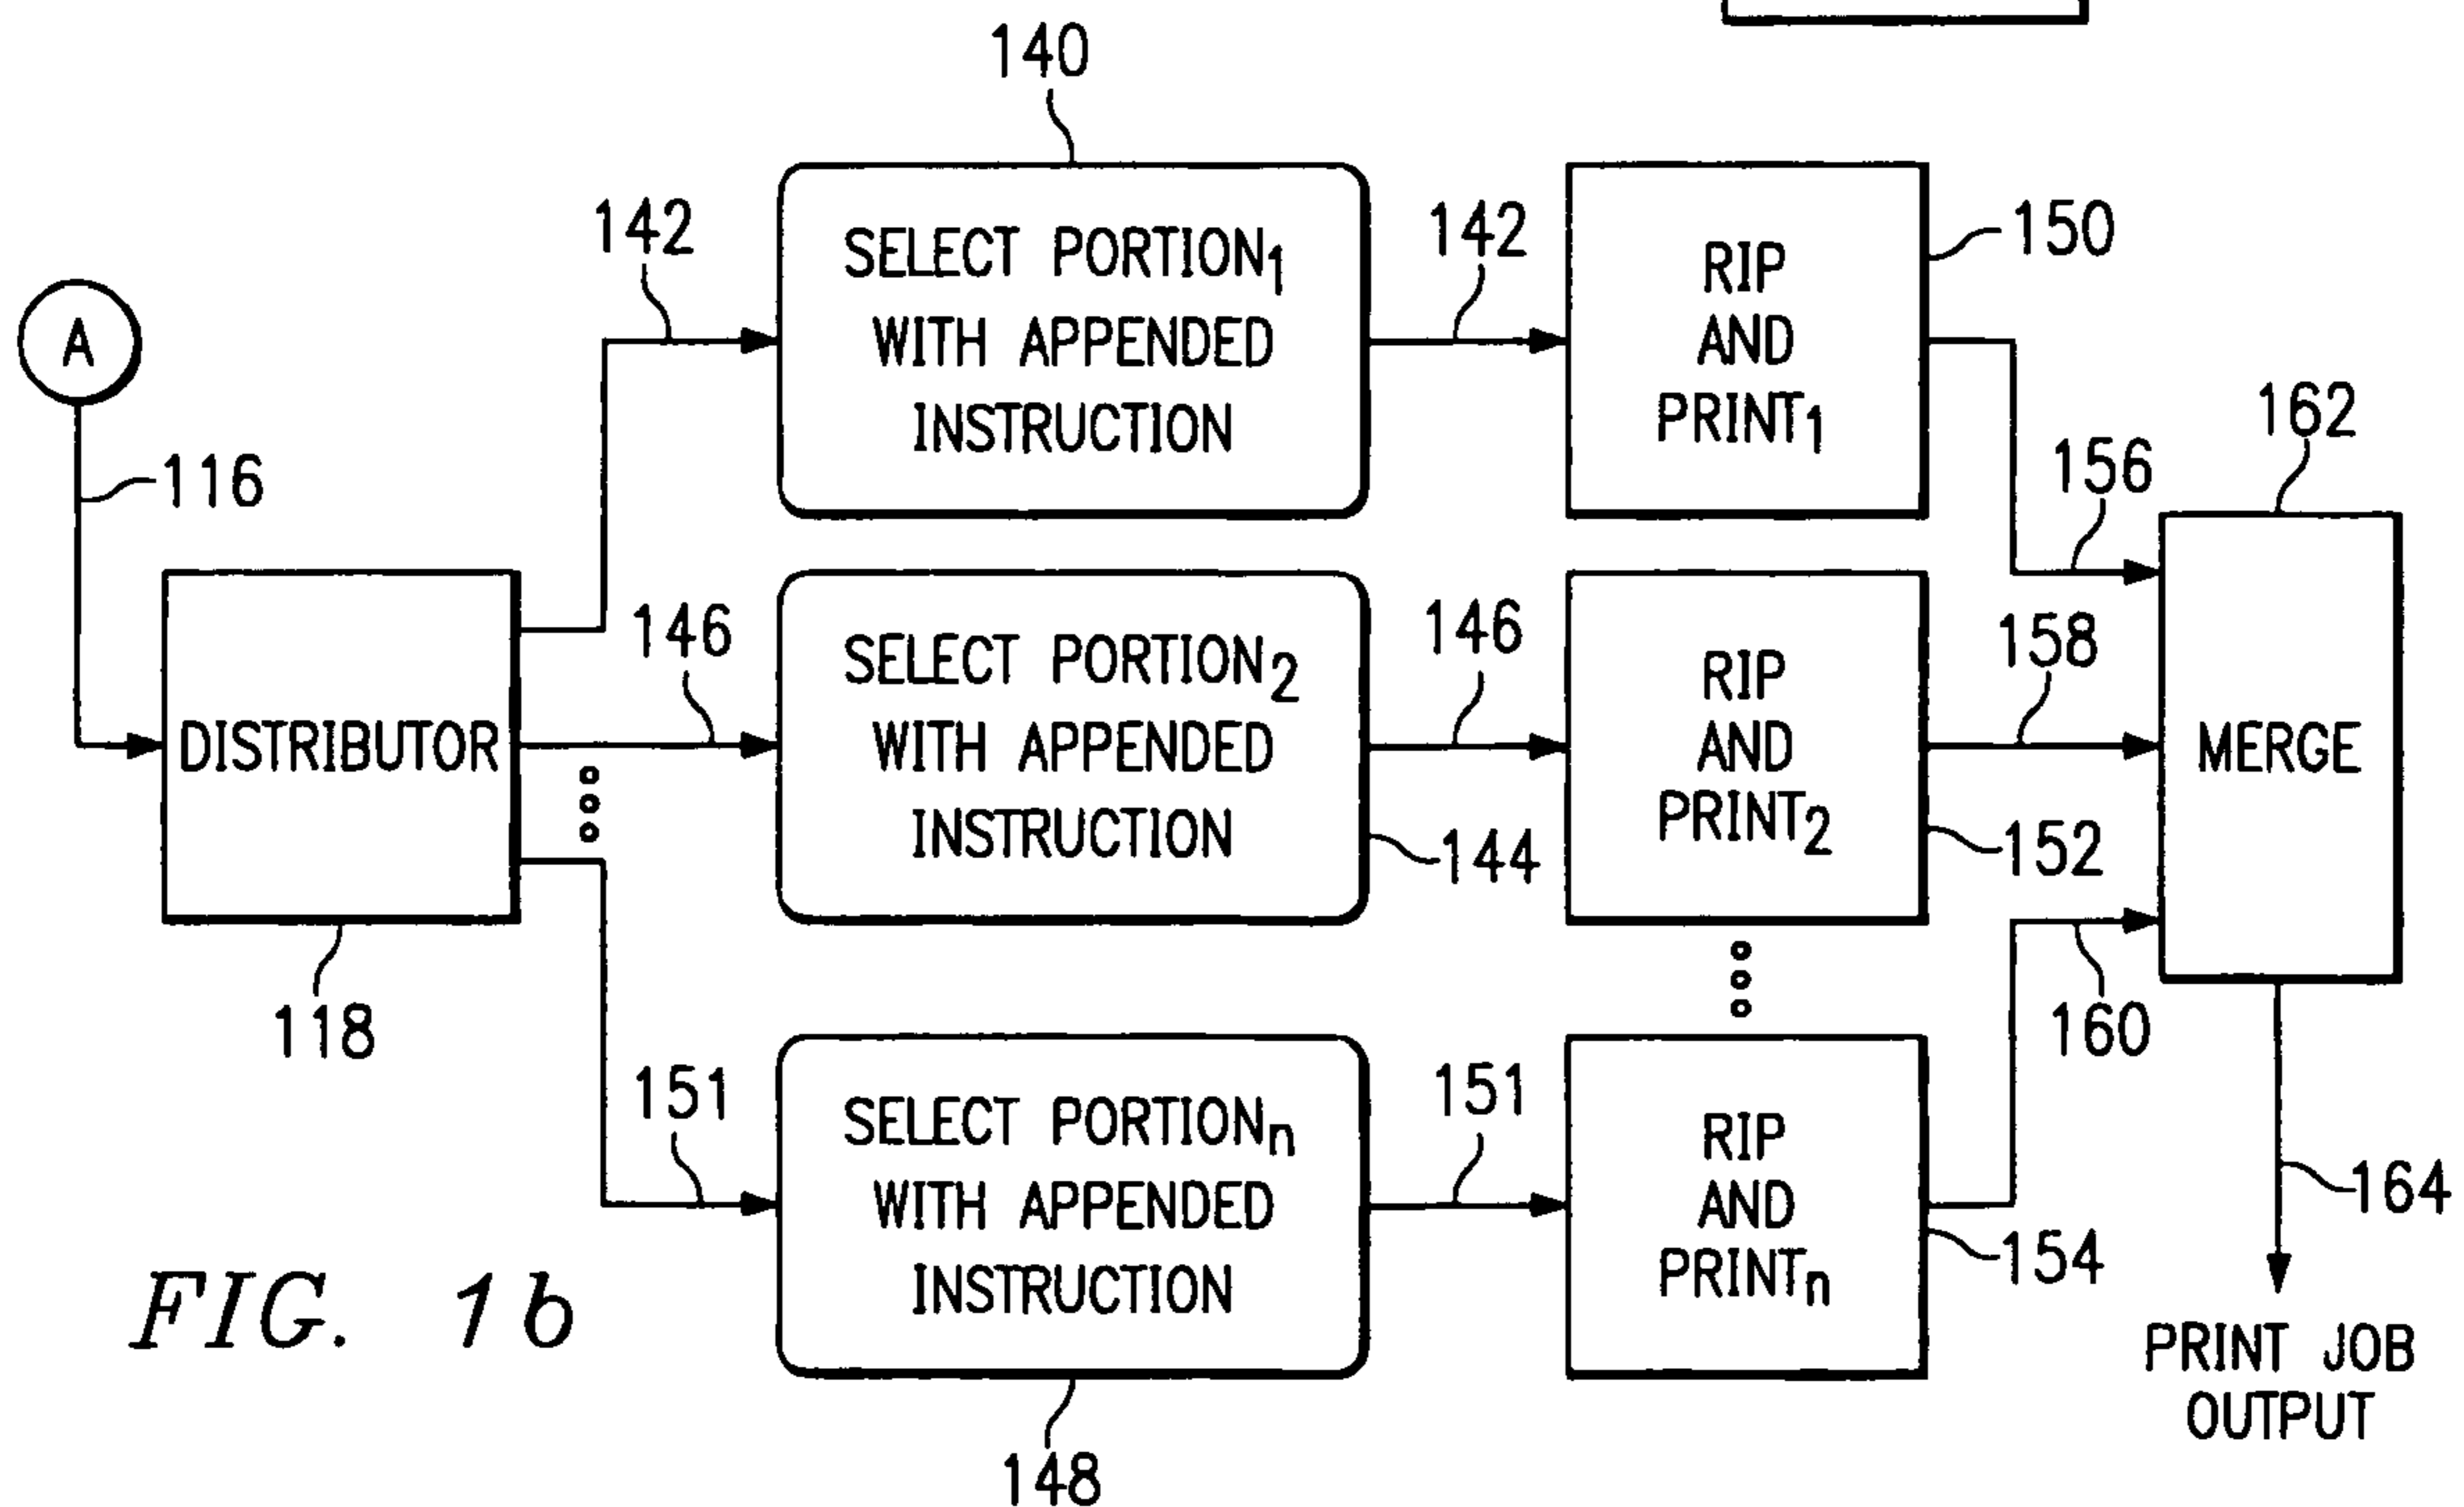 140
142
SELECT PORTION₁
WITH APPENDED
INSTRUCTION
142
RIP
AND
PRINT₁
150
A
116
156
162
DISTRIBUTOR
118
146
SELECT PORTION₂
WITH APPENDED
INSTRUCTION
144
146
RIP
AND
PRINT₂
152
158
MERGE
160
151
SELECT PORTIONₙ
WITH APPENDED
INSTRUCTION
148
151
RIP
AND
PRINTₙ
154
164
PRINT JOB
OUTPUT
FIG. 1b